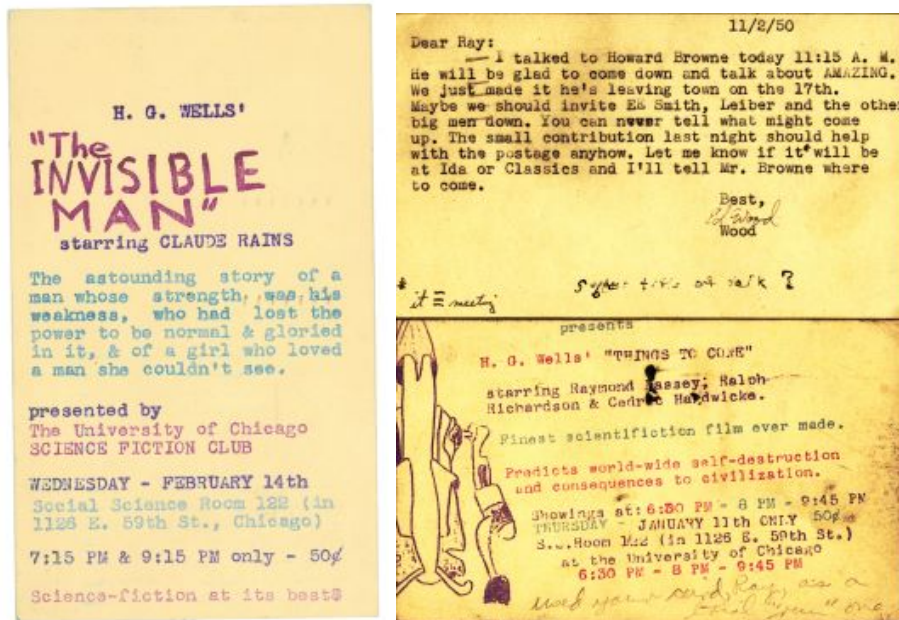 H. G. WELLS'
"The
INVISIBLE
MAN"
starring CLAUDE RAINS
The astounding story of a
man whose strength was his
weakness, who had lost the
power to be normal & gloried
in it, & of a girl who loved
a man she couldn't see.
presented by
The University of Chicago
SCIENCE FICTION CLUB
WEDNESDAY - FEBRUARY 14th
Social Science Room 122 (in
1126 E. 59th St., Chicago)
7:15 PM & 9:15 PM only - 50¢
Science-fiction at its best
11/2/50
Dear Ray:
I talked to Howard Browne today 11:15 A. M.
He will be glad to come down and talk about AMAZING.
We just made it he's leaving town on the 17th.
Maybe we should invite EE Smith, Leiber and the other
big men down. You can never tell what might come
up. The small contribution last night should help
with the postage anyhow. Let me know if it* will be
at Ida or Classics and I'll tell Mr. Browne where
to come.
Best,
Ed Wood
Wood
talk ?
* it = meeting
presents
H. G. Wells' "THINGS TO COME"
starring Raymond Massey; Ralph
Richardson & Cedric Hardwicke.
Finest scientifiction film ever made.
Predicts world-wide self-destruction
and consequences to civilization.
Showings at: 6:30 PM - 8 PM - 9:45 PM
THURSDAY - JANUARY 11th ONLY 50¢
S.S.Room 122 (in 1126 E. 59th St.)
at the University of Chicago
6:30 PM - 8 PM - 9:45 PM
used your card, Ray, as a
one